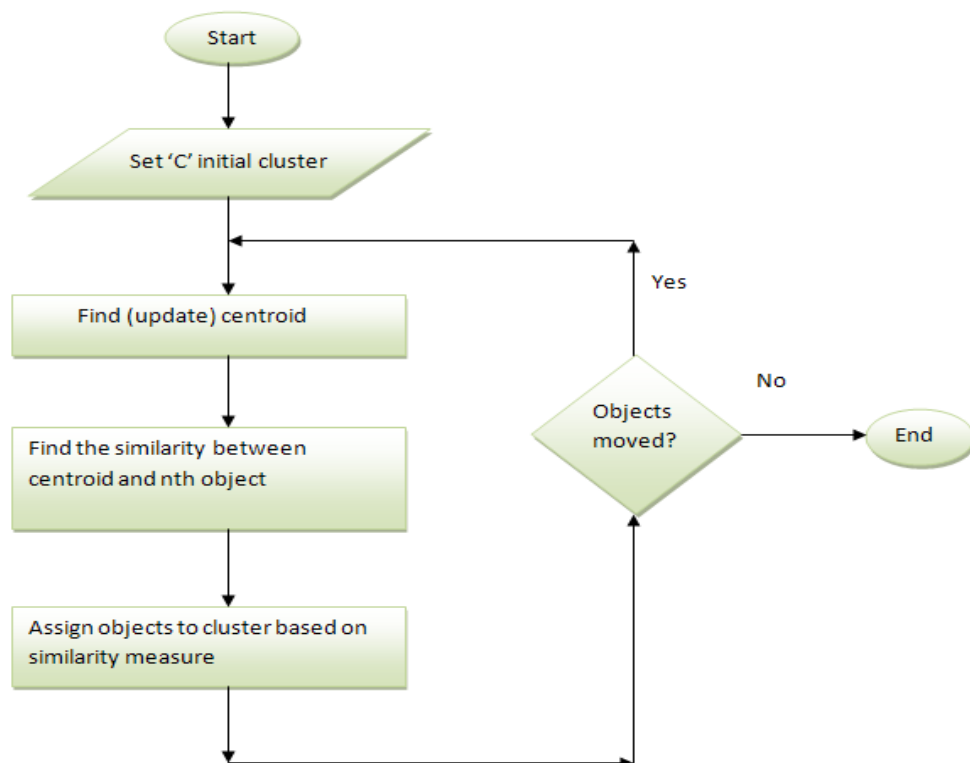 Start
Set ‘C’ initial cluster
Find (update) centroid
Find the similarity between
centroid and nth object
Assign objects to cluster based on
similarity measure
Yes
No
Objects
moved?
End